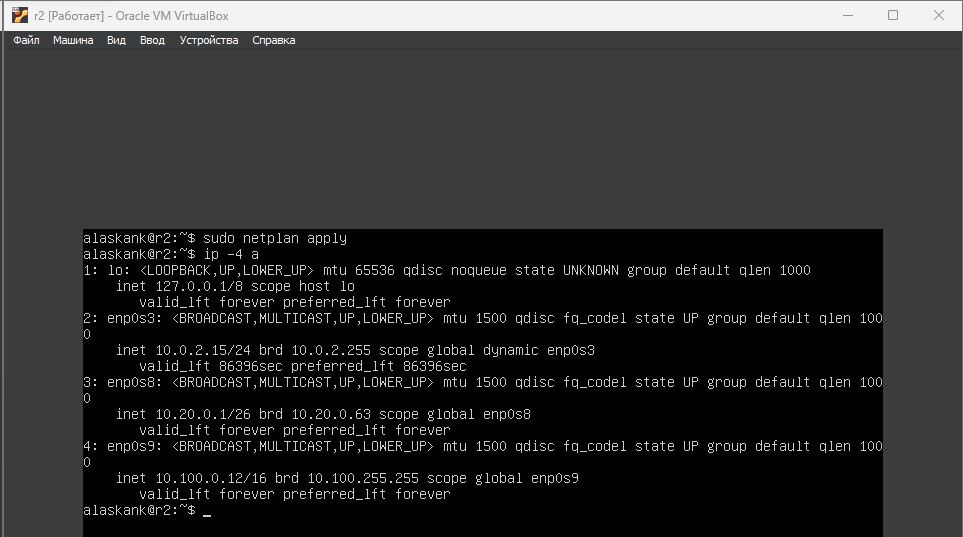 r2 [Работает] - Oracle VM VirtualBox
Файл Машина Вид Ввод Устройства Справка
alaskank@r2:~$ sudo netplan apply
alaskank@r2:~$ ip -4 a
1: lo: <LOOPBACK,UP,LOWER_UP> mtu 65536 qdisc noqueue state UNKNOWN group default qlen 1000
    inet 127.0.0.1/8 scope host lo
       valid_lft forever preferred_lft forever
2: enp0s3: <BROADCAST,MULTICAST,UP,LOWER_UP> mtu 1500 qdisc fq_codel state UP group default qlen 100
0
    inet 10.0.2.15/24 brd 10.0.2.255 scope global dynamic enp0s3
       valid_lft 86396sec preferred_lft 86396sec
3: enp0s8: <BROADCAST,MULTICAST,UP,LOWER_UP> mtu 1500 qdisc fq_codel state UP group default qlen 100
0
    inet 10.20.0.1/26 brd 10.20.0.63 scope global enp0s8
       valid_lft forever preferred_lft forever
4: enp0s9: <BROADCAST,MULTICAST,UP,LOWER_UP> mtu 1500 qdisc fq_codel state UP group default qlen 100
0
    inet 10.100.0.12/16 brd 10.100.255.255 scope global enp0s9
       valid_lft forever preferred_lft forever
alaskank@r2:~$ _